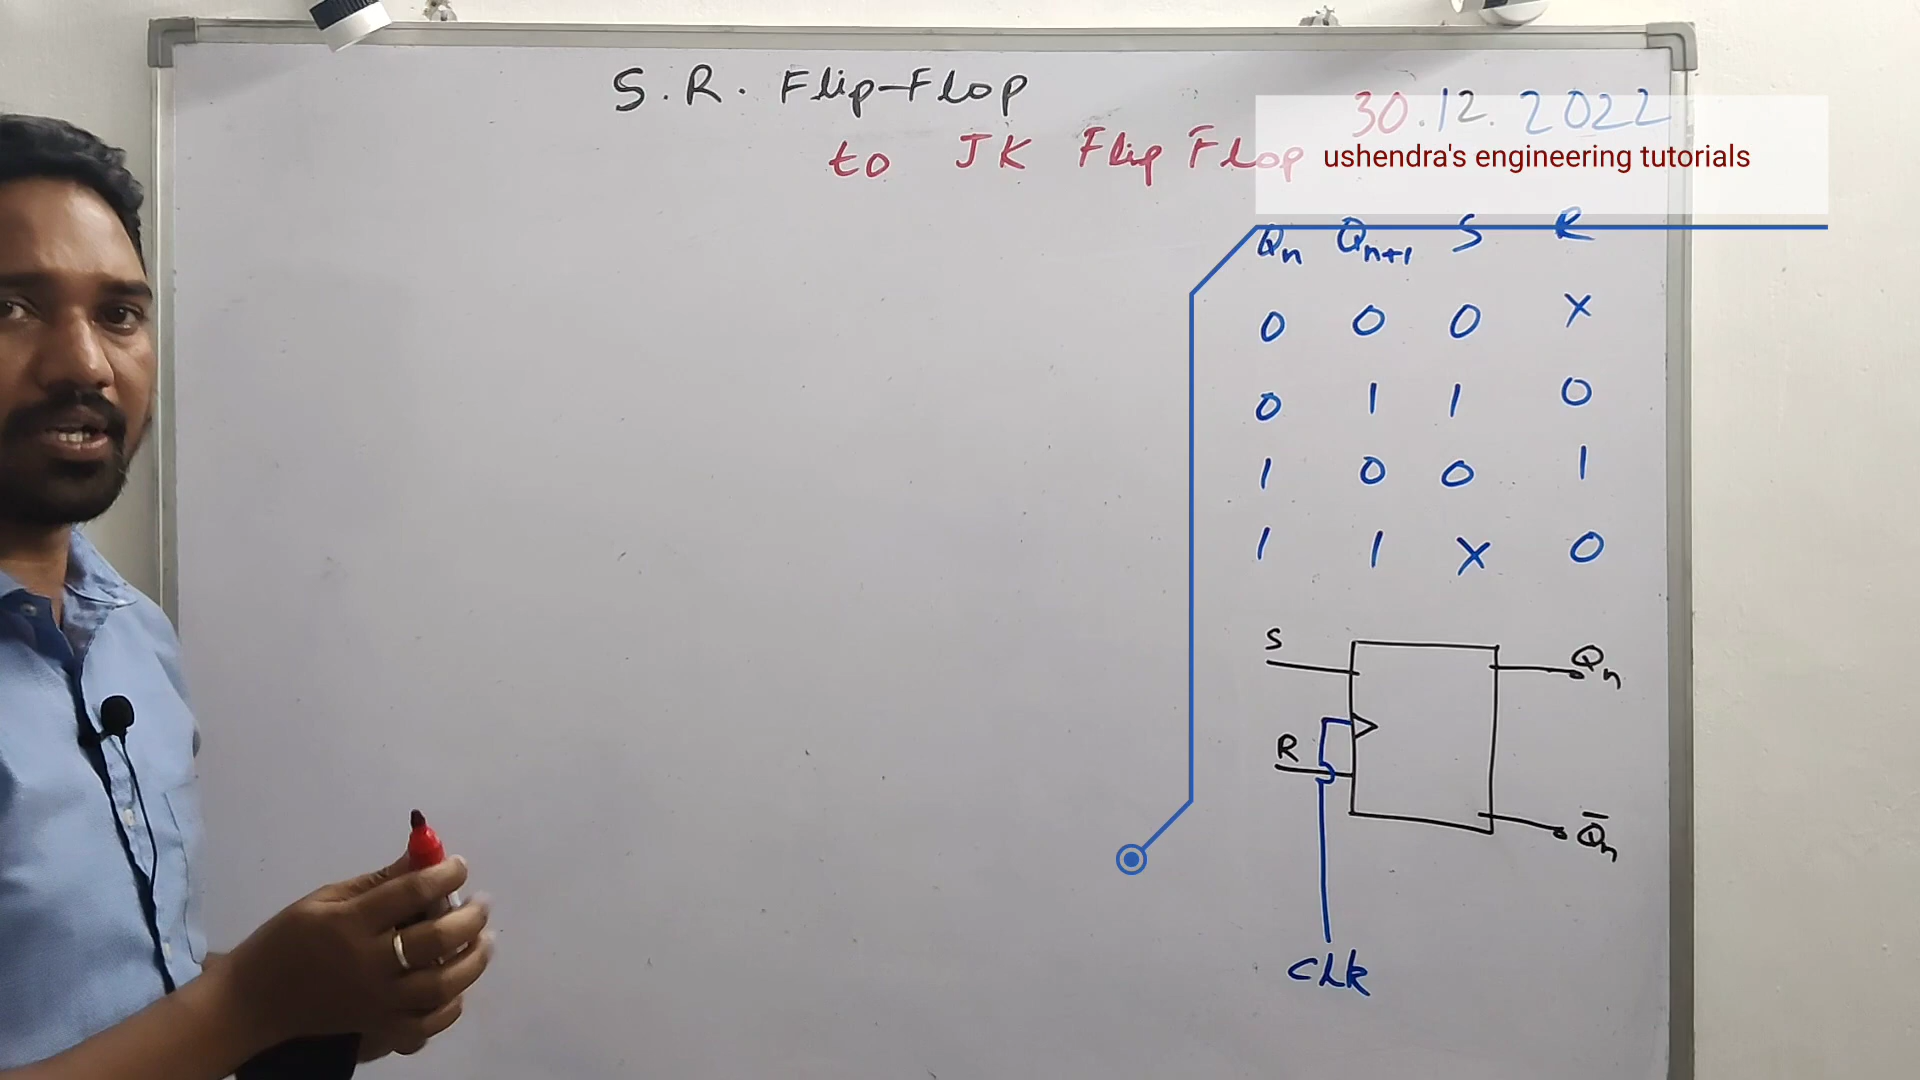 S.R. Flip-Flop
30.12.2022
to JK Flip Flop
ushendra's engineering tutorials
Qn Qn+1 S R
0 0 0 X
0 1 1 0
1 0 0 1
1 1 X 0
S Qn
R
Q̅n
Clk